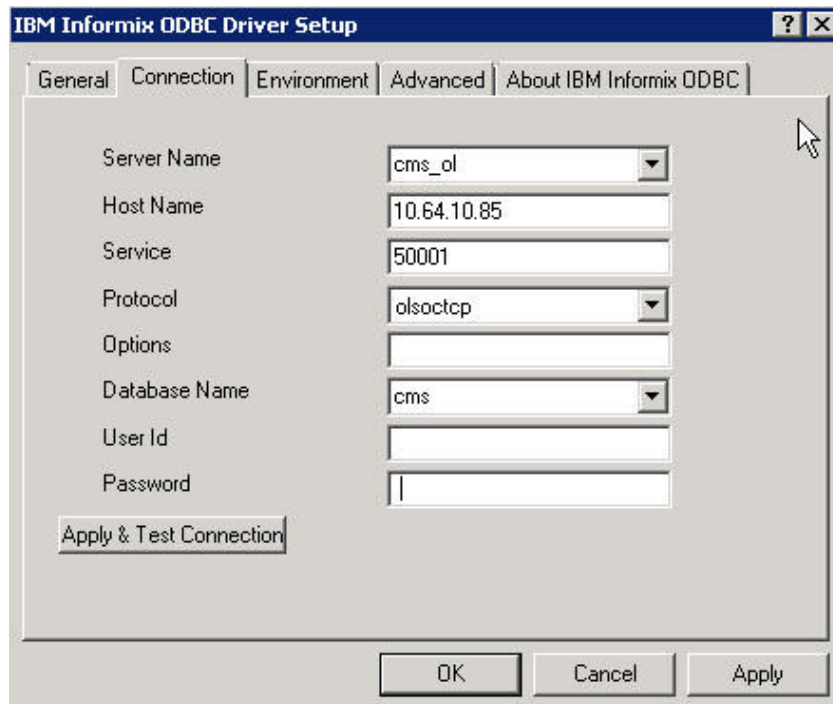 IBM Informix ODBC Driver Setup ? X
General Connection Environment Advanced About IBM Informix ODBC
Server Name cms_ol
Host Name 10.64.10.85
Service 50001
Protocol olsoctcp
Options
Database Name cms
User Id
Password
Apply & Test Connection
OK Cancel Apply